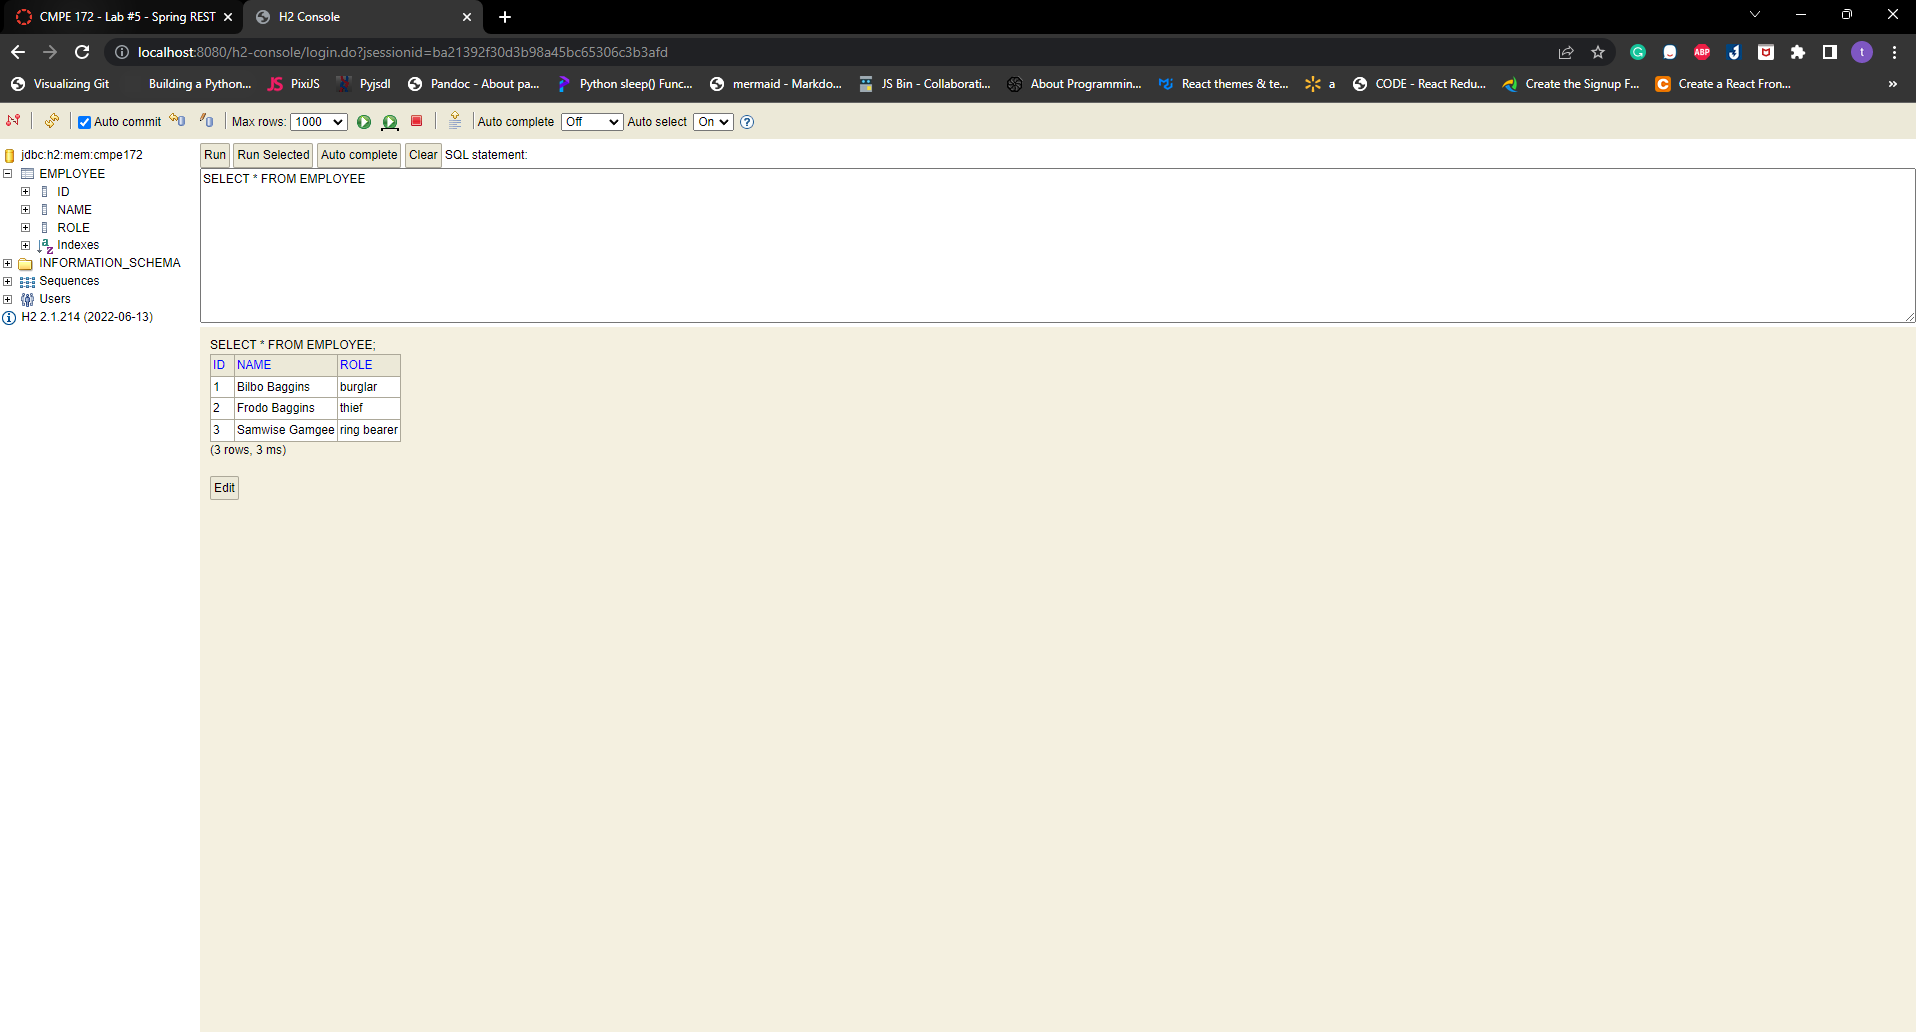 CMPE 172 - Lab #5 - Spring REST
H2 Console
localhost:8080/h2-console/login.do?jsessionid=ba21392f30d3b98a45bc65306c3b3afd
ABP
t
Visualizing Git
Building a Python...
JS PixiJS
Pyjsdl
Pandoc - About pa...
Python sleep() Func...
mermaid - Markdo...
JS Bin - Collaborati...
About Programmin...
React themes & te...
a
CODE - React Redu...
Create the Signup F...
C Create a React Fron...
»
Auto commit
Max rows: 1000
Auto complete Off
Auto select On
?
jdbc:h2:mem:cmpe172
EMPLOYEE
ID
NAME
ROLE
Indexes
INFORMATION_SCHEMA
Sequences
Users
H2 2.1.214 (2022-06-13)
Run Run Selected Auto complete Clear SQL statement:
SELECT * FROM EMPLOYEE
SELECT * FROM EMPLOYEE;
ID NAME ROLE
1 Bilbo Baggins burglar
2 Frodo Baggins thief
3 Samwise Gamgee ring bearer
(3 rows, 3 ms)
Edit